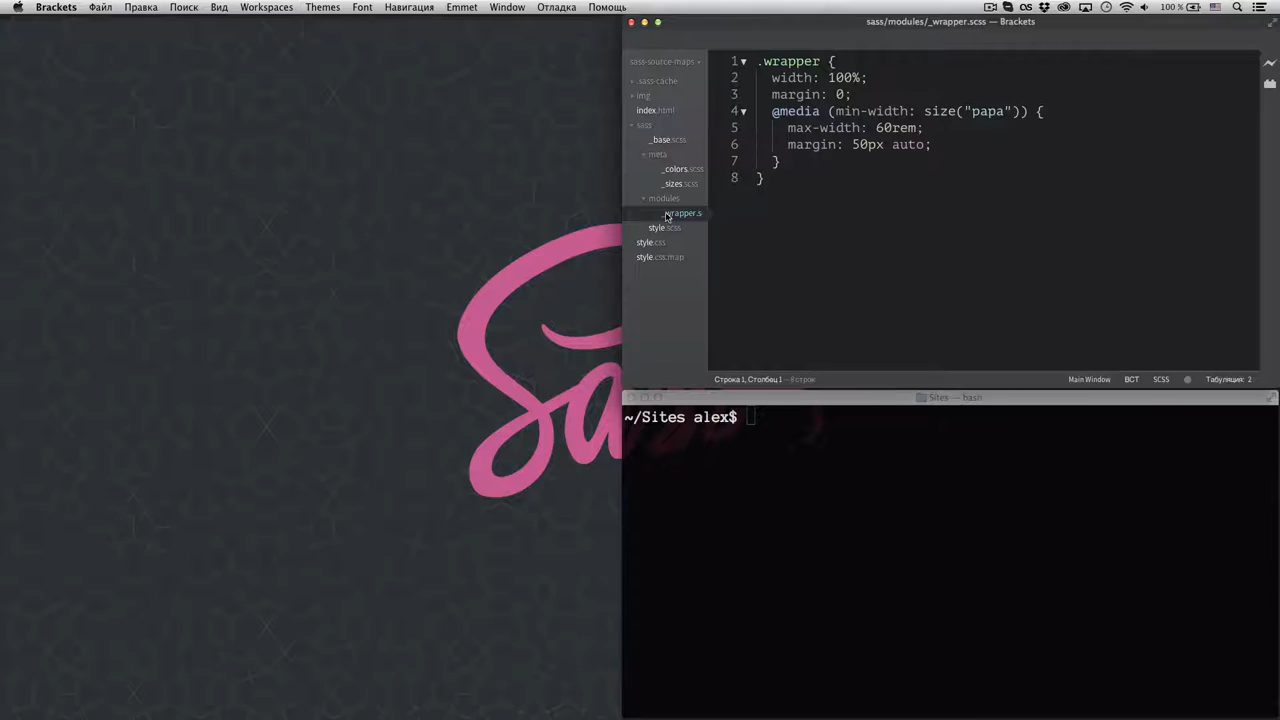 Brackets Файл Правка Поиск Вид Workspaces Themes Font Навигация Emmet Window Отладка Помощь 100 %
sass/modules/_wrapper.scss — Brackets
sass-source-maps
.sass-cache
img
index.html
sass
_base.scss
meta
_colors.scss
_sizes.scss
modules
_wrapper.s
style.scss
style.css
style.css.map
1 .wrapper {
2 width: 100%;
3 margin: 0;
4 @media (min-width: size("papa")) {
5 max-width: 60rem;
6 margin: 50px auto;
7 }
8 }
Строка 1, Столбец 1 — 8 строк Main Window ВСТ SCSS Табуляция: 2
Sites — bash
~/Sites alex$
Sass